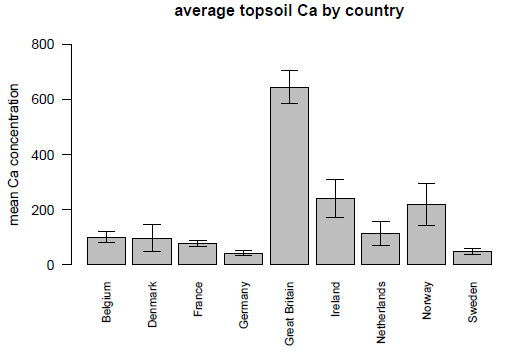 average topsoil Ca by country
mean Ca concentration
800
600
400
200
0
Belgium
Denmark
France
Germany
Great Britain
Ireland
Netherlands
Norway
Sweden